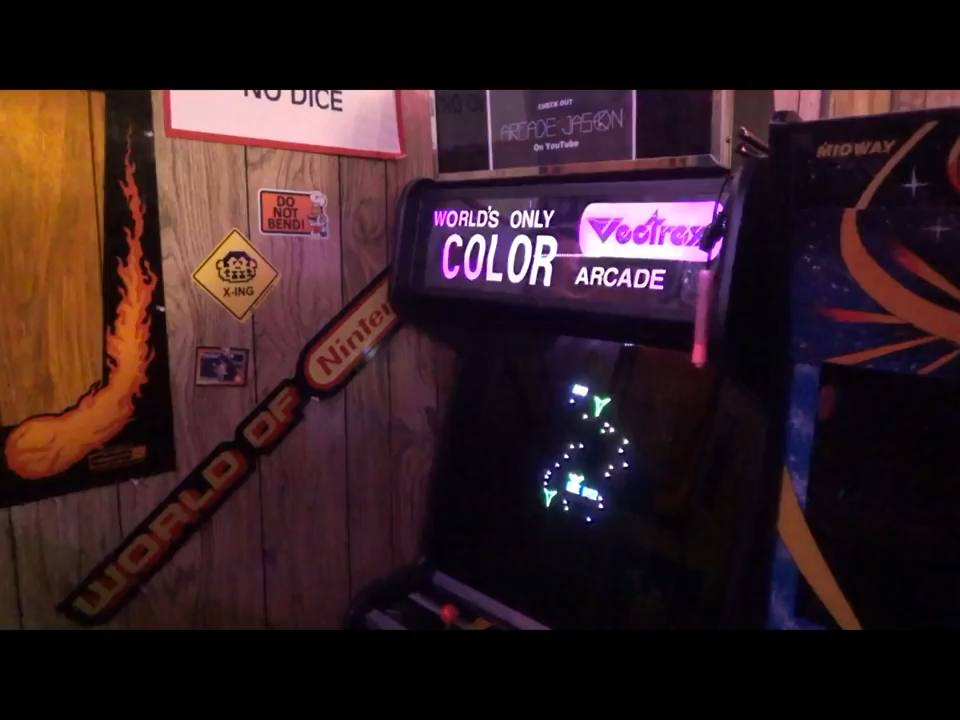 NO DICE
CHECK OUT
ARCADE JASON
On YouTube
MIDWAY
DO
NOT
BEND!
WORLD'S ONLY
COLOR
Vectrex
ARCADE
X-ING
WORLD OF
Ninten